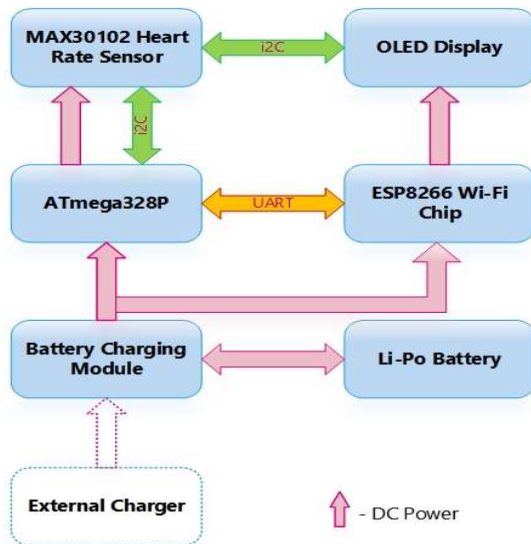 MAX30102 Heart
Rate Sensor
i2C
OLED Display
i2C
ATmega328P
UART
ESP8266 Wi-Fi
Chip
Battery Charging
Module
Li-Po Battery
External Charger
- DC Power